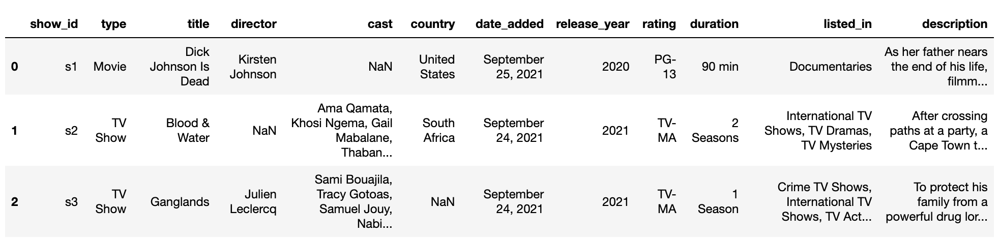 show_id type title director cast country date_added release_year rating duration listed_in description
0 s1 Movie Dick Johnson Is Dead Kirsten Johnson NaN United States September 25, 2021 2020 PG-13 90 min Documentaries As her father nears the end of his life, filmm...
1 s2 TV Show Blood & Water NaN Ama Qamata, Khosi Ngema, Gail Mabalane, Thaban... South Africa September 24, 2021 2021 TV-MA 2 Seasons International TV Shows, TV Dramas, TV Mysteries After crossing paths at a party, a Cape Town t...
2 s3 TV Show Ganglands Julien Leclercq Sami Bouajila, Tracy Gotoas, Samuel Jouy, Nabi... NaN September 24, 2021 2021 TV-MA 1 Season Crime TV Shows, International TV Shows, TV Act... To protect his family from a powerful drug lor...